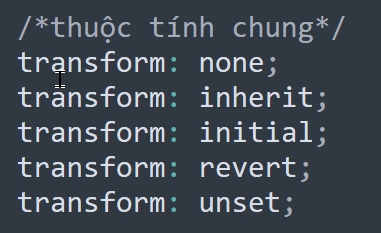 /*thuộc tính chung*/
transform: none;
transform: inherit;
transform: initial;
transform: revert;
transform: unset;